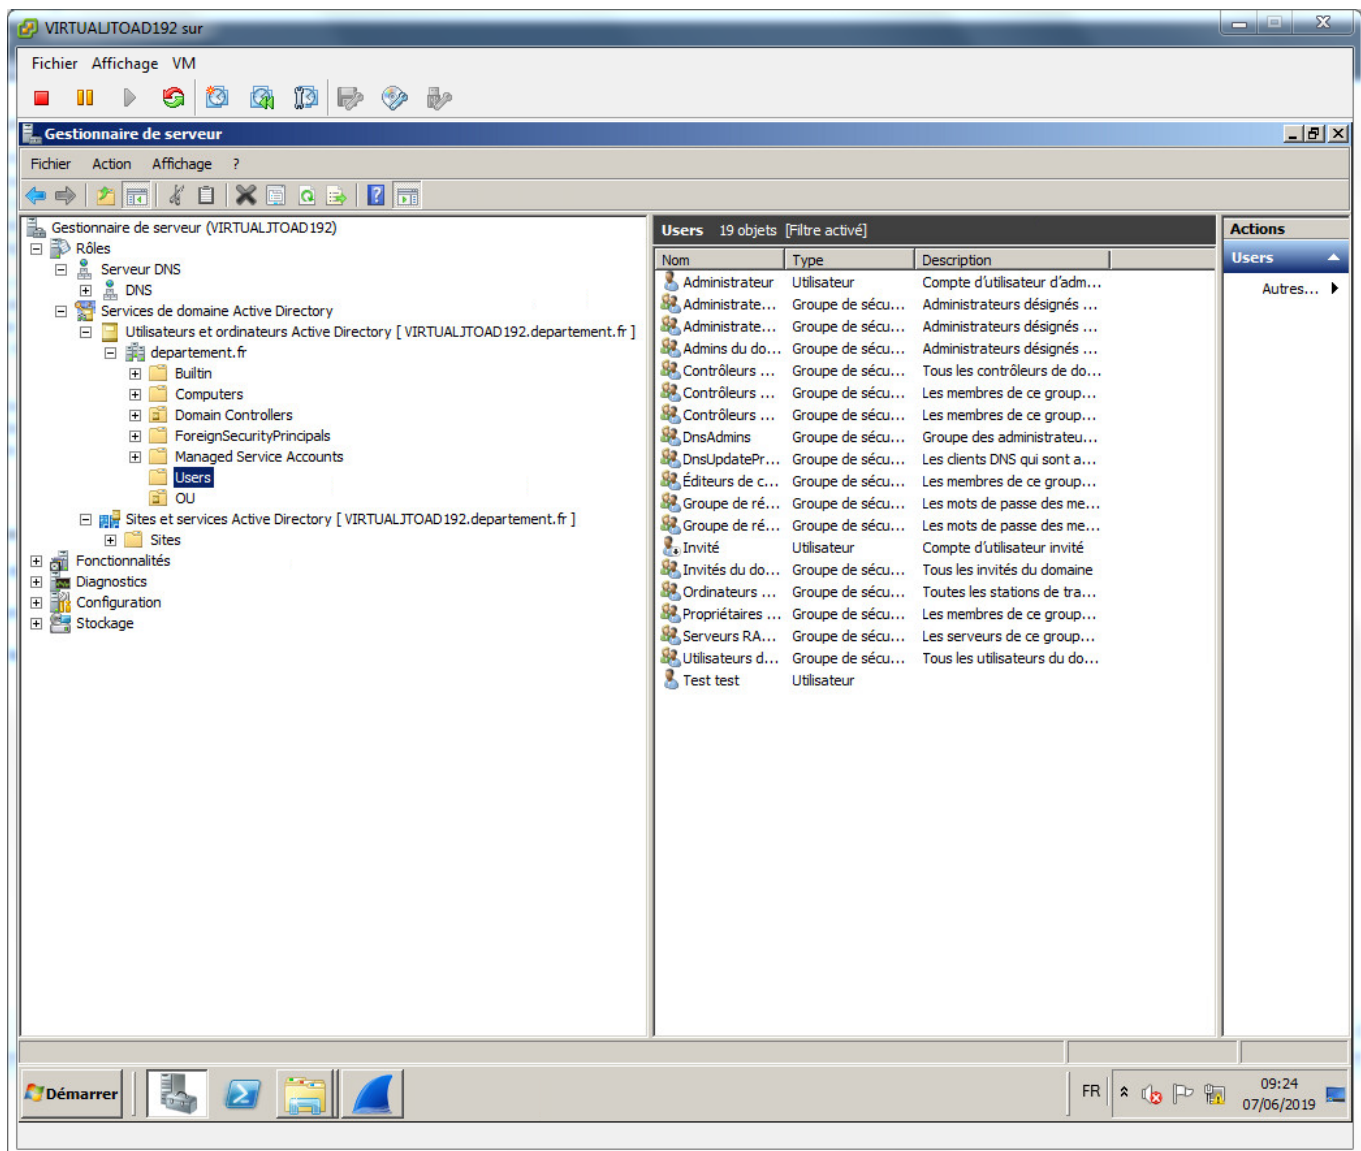 VIRTUALJTOAD192 sur
Fichier Affichage VM
Gestionnaire de serveur
Fichier Action Affichage ?
Gestionnaire de serveur (VIRTUALJTOAD192)
Rôles
Serveur DNS
DNS
Services de domaine Active Directory
Utilisateurs et ordinateurs Active Directory [ VIRTUALJTOAD192.departement.fr ]
departement.fr
Builtin
Computers
Domain Controllers
ForeignSecurityPrincipals
Managed Service Accounts
Users
OU
Sites et services Active Directory [ VIRTUALJTOAD192.departement.fr ]
Sites
Fonctionnalités
Diagnostics
Configuration
Stockage
Users 19 objets [Filtre activé]
Nom Type Description
Administrateur Utilisateur Compte d'utilisateur d'adm...
Administrate... Groupe de sécu... Administrateurs désignés ...
Administrate... Groupe de sécu... Administrateurs désignés ...
Admins du do... Groupe de sécu... Administrateurs désignés ...
Contrôleurs ... Groupe de sécu... Tous les contrôleurs de do...
Contrôleurs ... Groupe de sécu... Les membres de ce group...
Contrôleurs ... Groupe de sécu... Les membres de ce group...
DnsAdmins Groupe de sécu... Groupe des administrateu...
DnsUpdatePr... Groupe de sécu... Les clients DNS qui sont a...
Éditeurs de c... Groupe de sécu... Les membres de ce group...
Groupe de ré... Groupe de sécu... Les mots de passe des me...
Groupe de ré... Groupe de sécu... Les mots de passe des me...
Invité Utilisateur Compte d'utilisateur invité
Invités du do... Groupe de sécu... Tous les invités du domaine
Ordinateurs ... Groupe de sécu... Toutes les stations de tra...
Propriétaires ... Groupe de sécu... Les membres de ce group...
Serveurs RA... Groupe de sécu... Les serveurs de ce group...
Utilisateurs d... Groupe de sécu... Tous les utilisateurs du do...
Test test Utilisateur
Actions
Users
Autres...
Démarrer
FR
09:24
07/06/2019